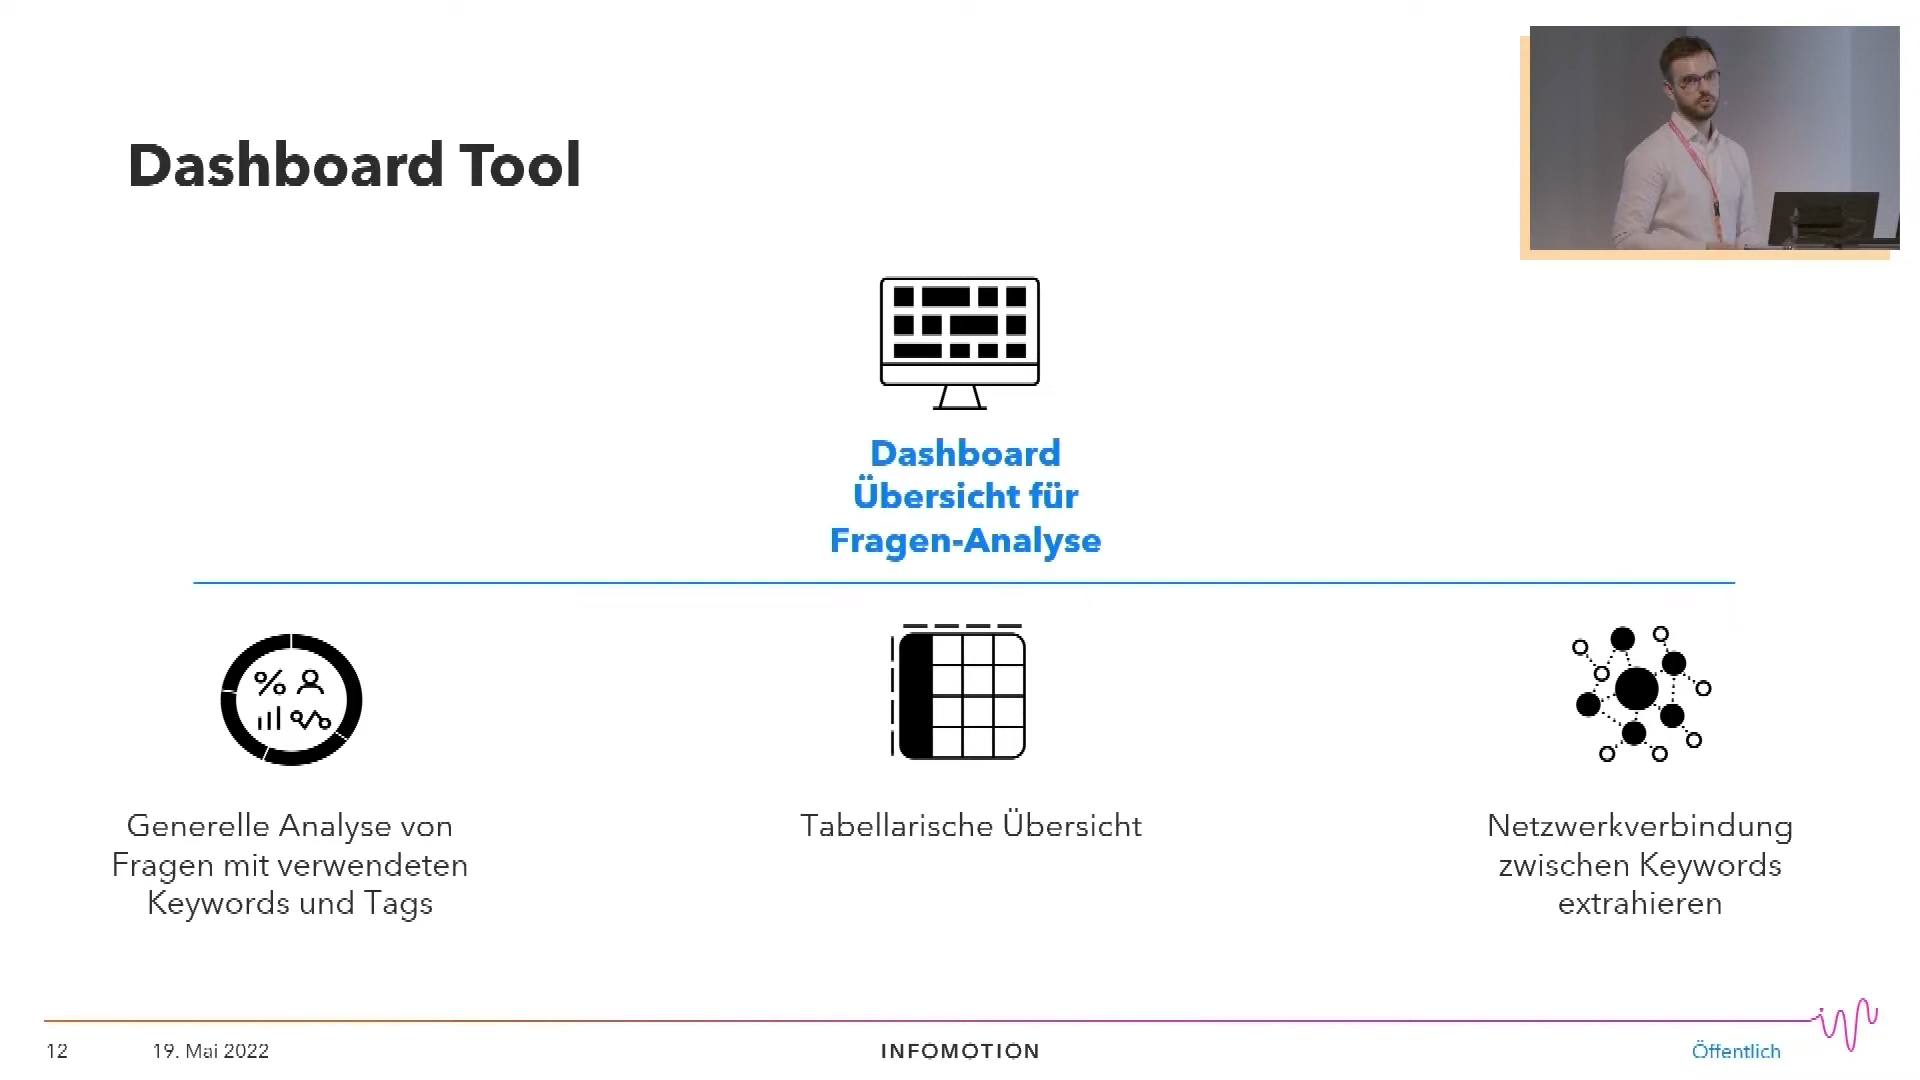 Dashboard Tool
Dashboard
Übersicht für
Fragen-Analyse
Generelle Analyse von
Fragen mit verwendeten
Keywords und Tags
Tabellarische Übersicht
Netzwerkverbindung
zwischen Keywords
extrahieren
12
19. Mai 2022
INFOMOTION
Öffentlich